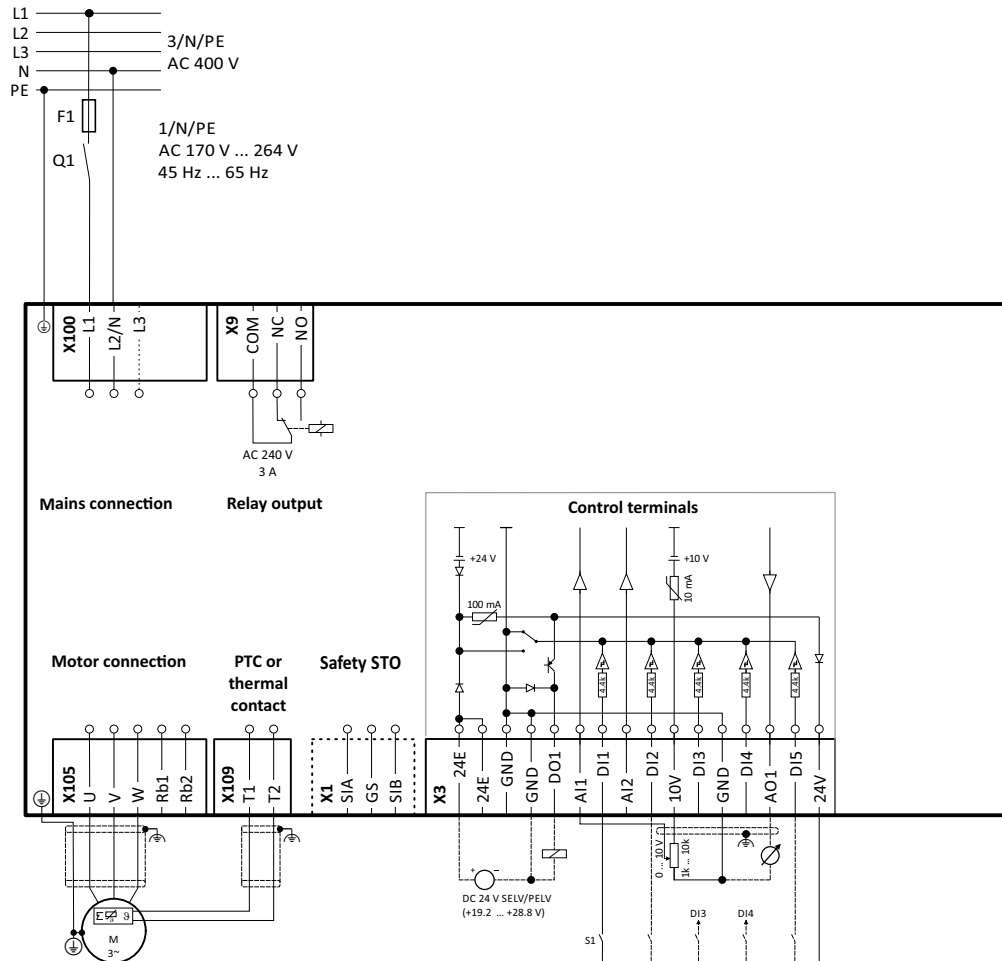 L1
L2
L3
N
PE
3/N/PE
AC 400 V
F1
Q1
1/N/PE
AC 170 V ... 264 V
45 Hz ... 65 Hz
X100
L1
L2/N
L3
X9
COM
NC
NO
AC 240 V
3 A
Mains connection
Relay output
Control terminals
+24 V
+10 V
10 mA
100 mA
4.4k
4.4k
4.4k
4.4k
4.4k
Motor connection
PTC or
thermal
contact
Safety STO
X105
U
V
W
Rb1
Rb2
X109
T1
T2
X1
SIA
GS
SIB
X3
24E
24E
GND
GND
DO1
AI1
DI1
AI2
DI2
10V
DI3
GND
DI4
AO1
DI5
24V
0 ... 10 V
1k ... 10k
+
−
DC 24 V SELV/PELV
(+19.2 ... +28.8 V)
S1
DI3
DI4
ϑ
M
3~